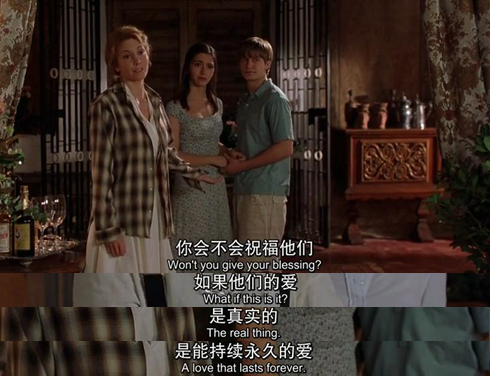 你会不会祝福他们
Won't you give your blessing?
如果他们的爱
What if this is it?
是真实的
The real thing.
是能持续永久的爱
A love that lasts forever.